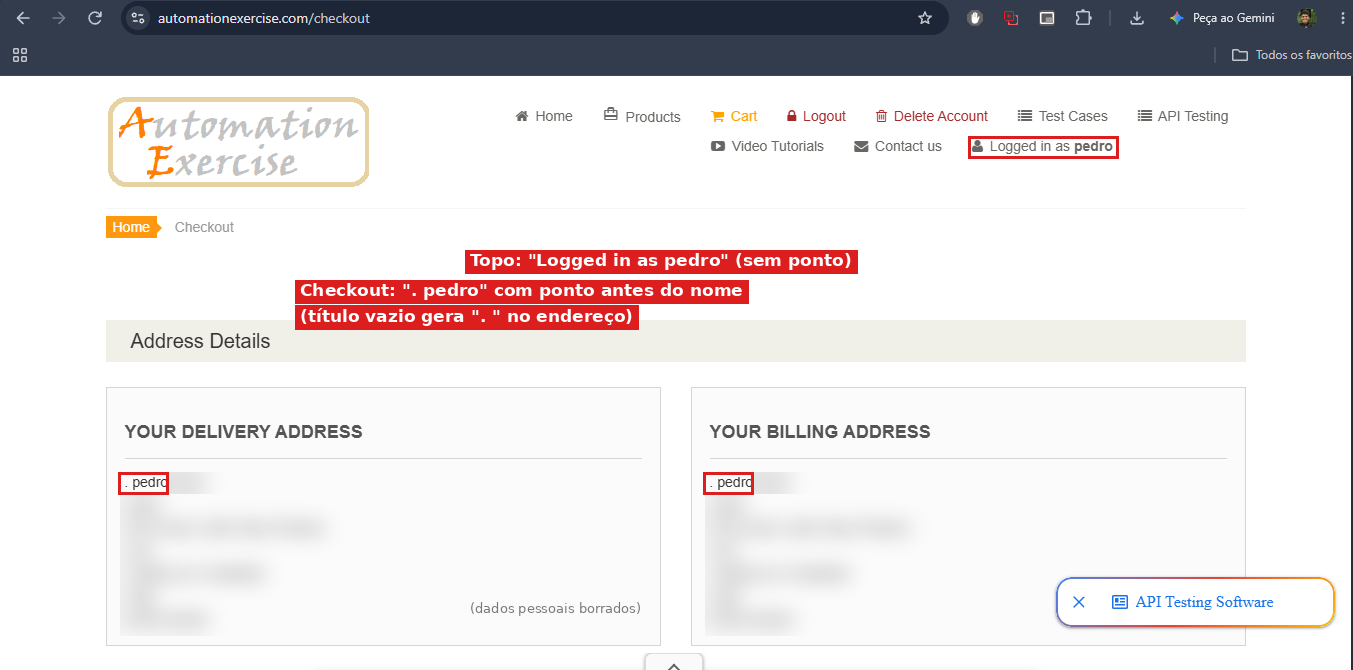 automationexercise.com/checkout
Peça ao Gemini
Todos os favoritos
Automation
Exercise
Home
Products
Cart
Logout
Delete Account
Test Cases
API Testing
Video Tutorials
Contact us
Logged in as pedro
Home
Checkout
Topo: "Logged in as pedro" (sem ponto)
Checkout: ". pedro" com ponto antes do nome
(título vazio gera ". " no endereço)
Address Details
YOUR DELIVERY ADDRESS
. pedro
(dados pessoais borrados)
YOUR BILLING ADDRESS
. pedro
API Testing Software